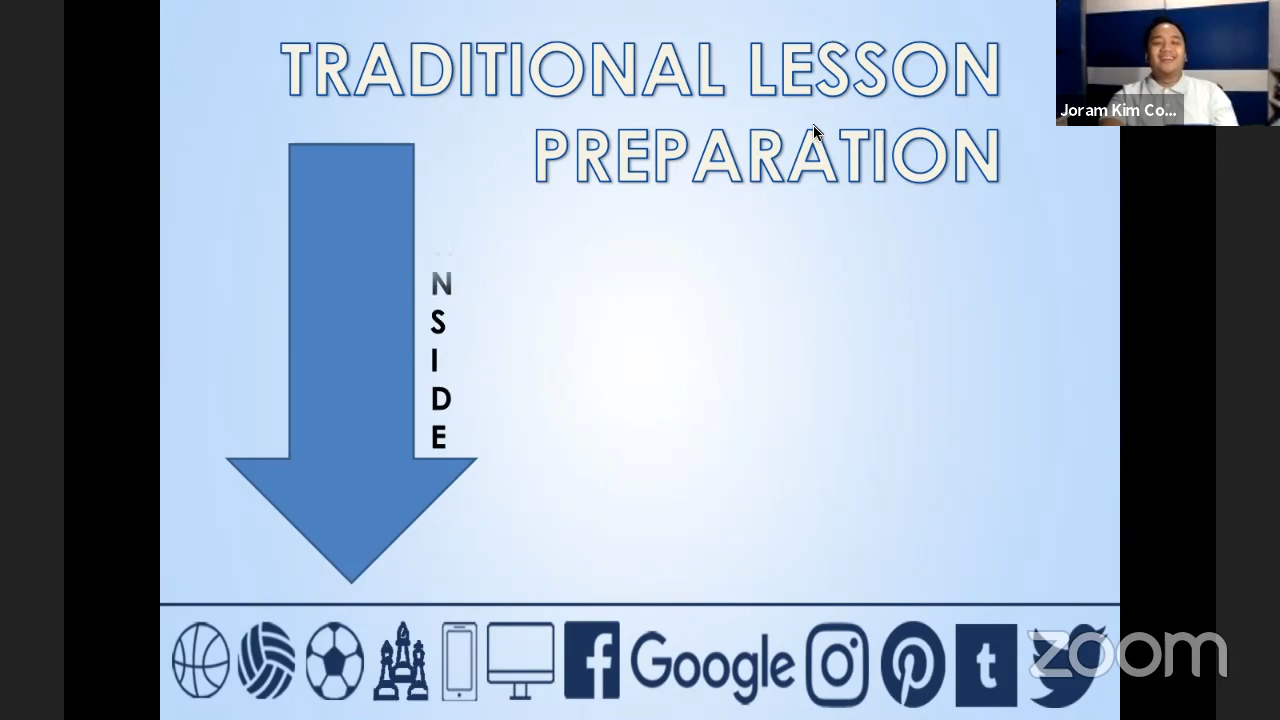 TRADITIONAL LESSON
PREPARATION
Joram Kim Co...
N
S
I
D
E
f
Google
t
zoom